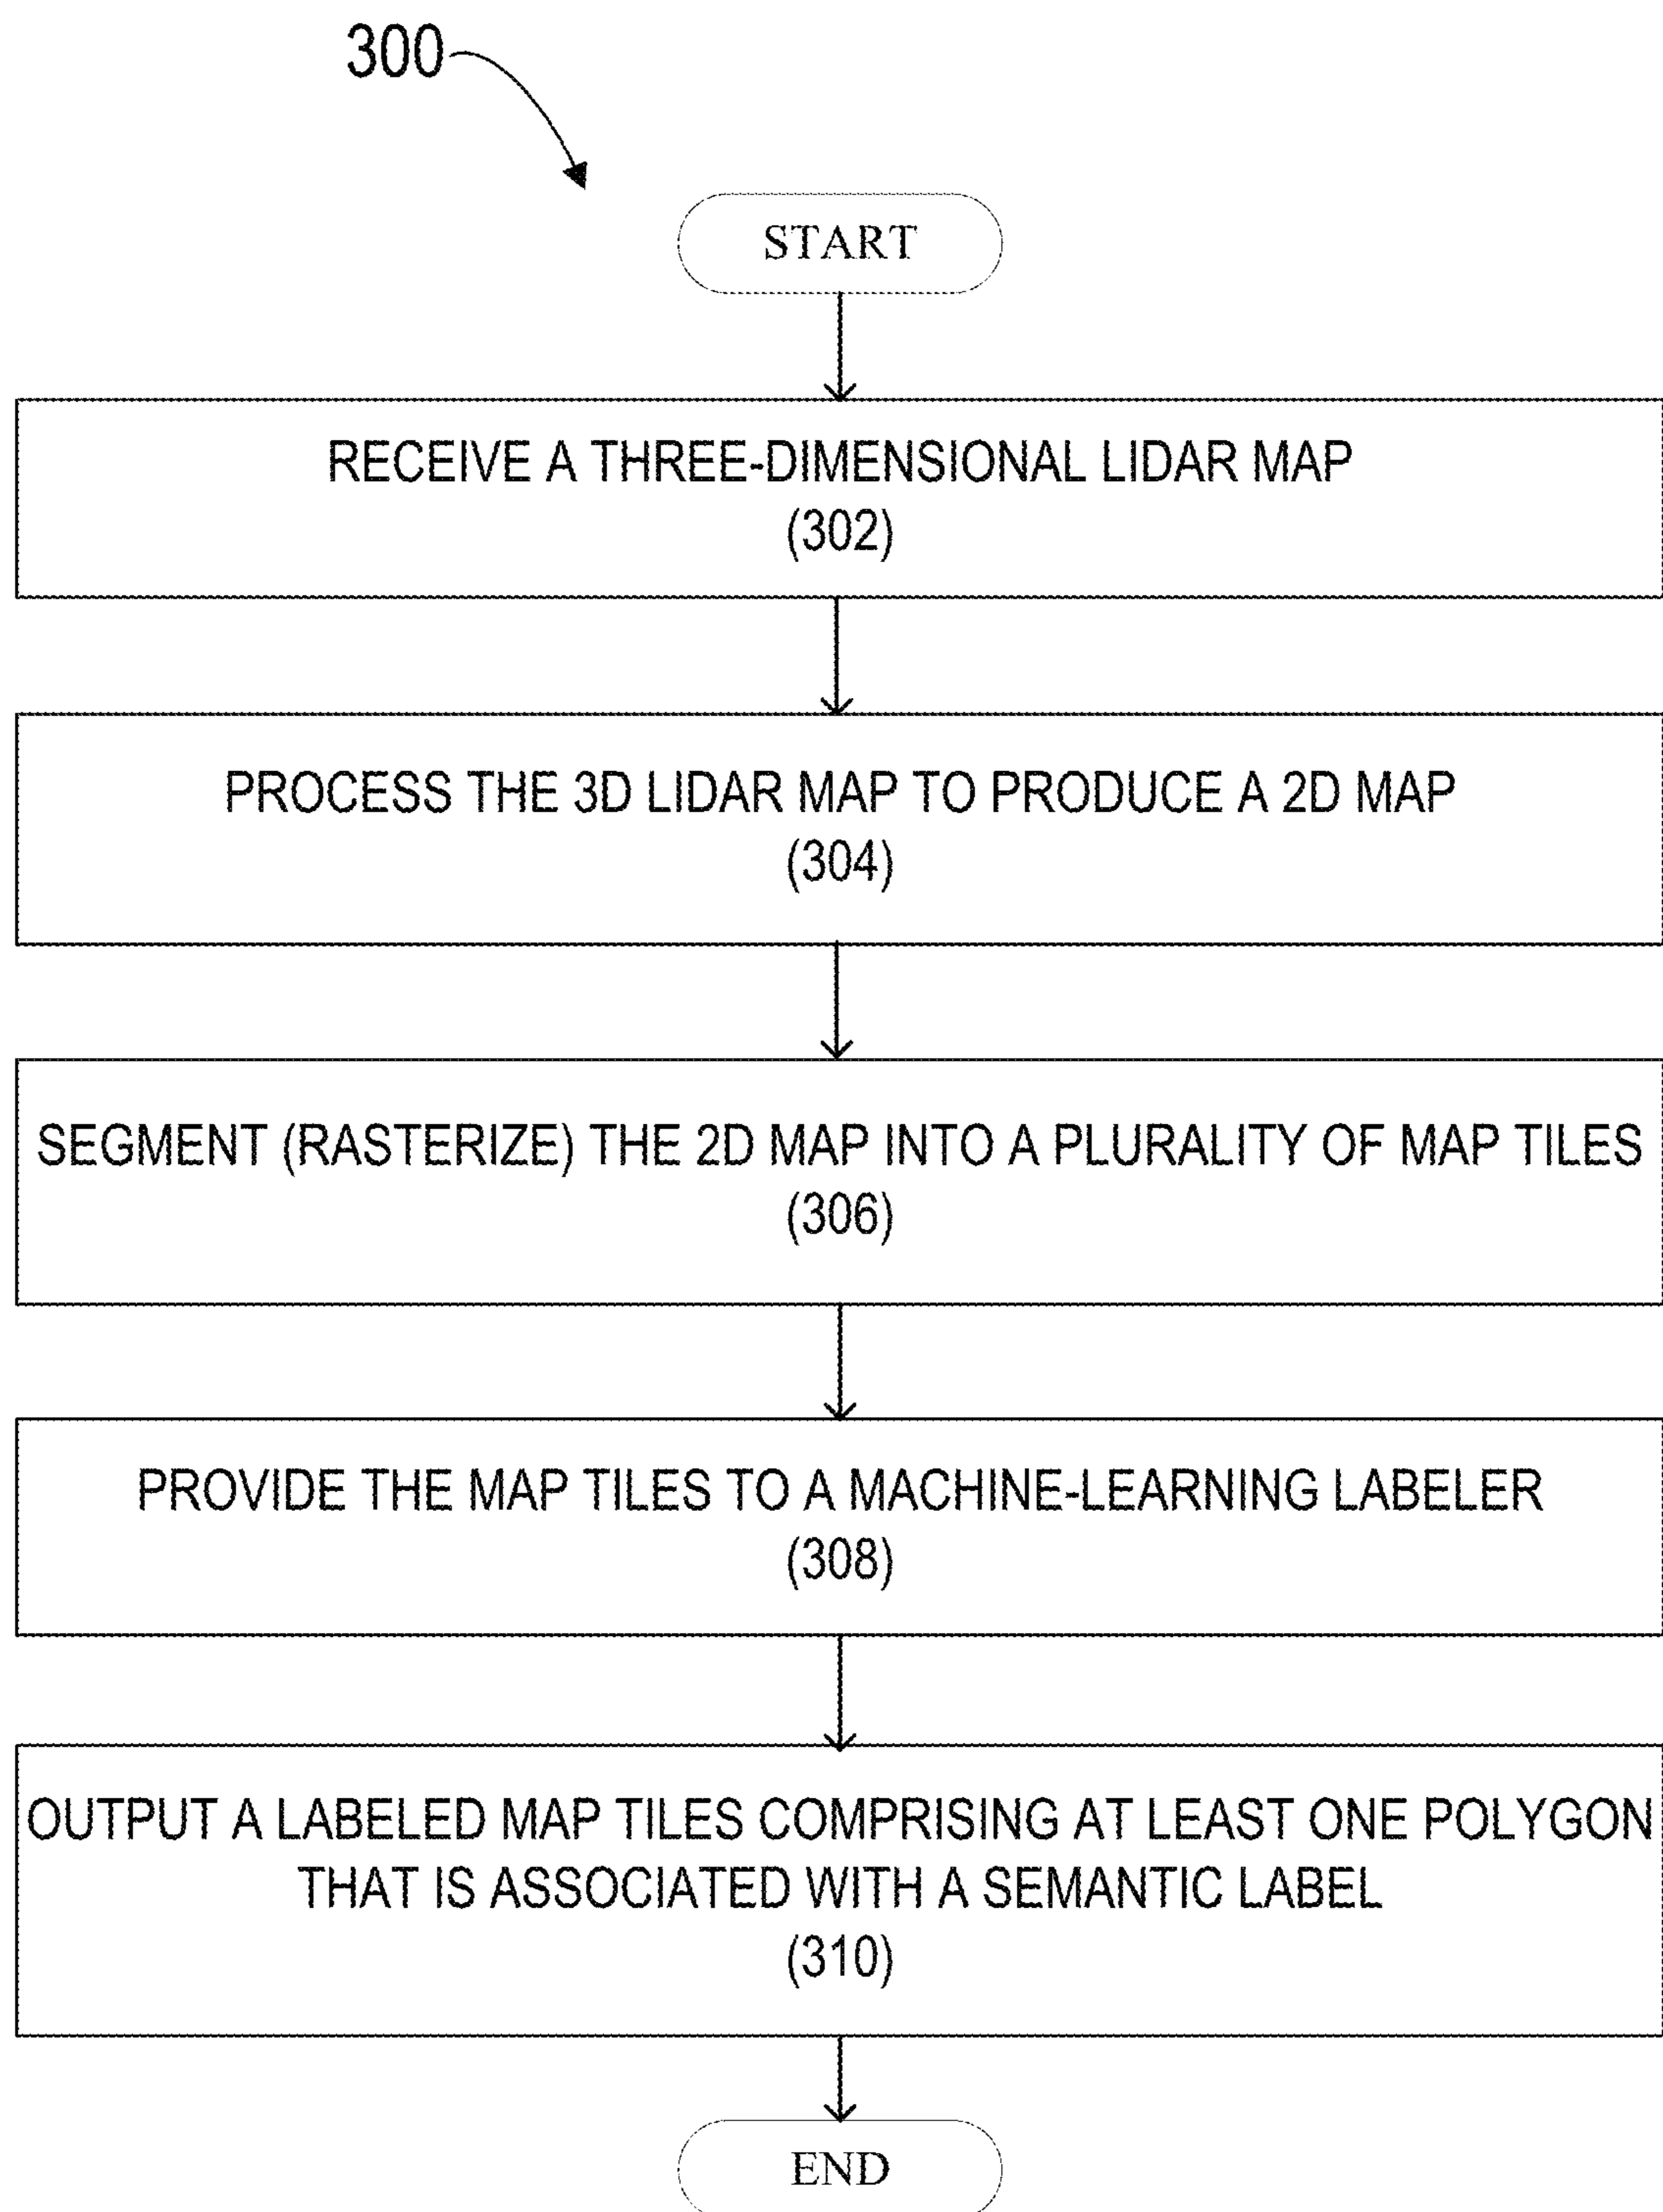 300
START
RECEIVE A THREE-DIMENSIONAL LIDAR MAP
(302)
PROCESS THE 3D LIDAR MAP TO PRODUCE A 2D MAP
(304)
SEGMENT (RASTERIZE) THE 2D MAP INTO A PLURALITY OF MAP TILES
(306)
PROVIDE THE MAP TILES TO A MACHINE-LEARNING LABELER
(308)
OUTPUT A LABELED MAP TILES COMPRISING AT LEAST ONE POLYGON
THAT IS ASSOCIATED WITH A SEMANTIC LABEL
(310)
END